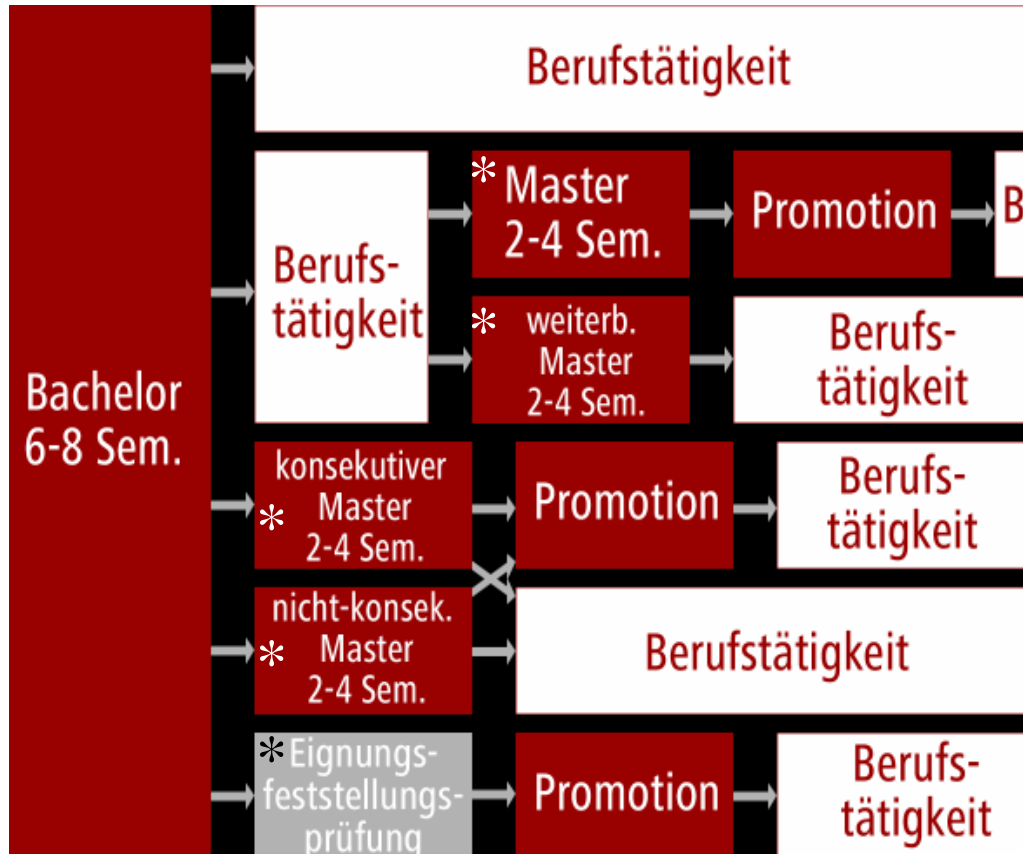 Bachelor
6-8 Sem.
Berufstätigkeit
Berufs-
tätigkeit
* Master
2-4 Sem.
Promotion
B
* weiterb.
Master
2-4 Sem.
Berufs-
tätigkeit
konsekutiver
* Master
2-4 Sem.
Promotion
Berufs-
tätigkeit
nicht-konsek.
* Master
2-4 Sem.
Berufstätigkeit
* Eignungs-
feststellungs-
prüfung
Promotion
Berufs-
tätigkeit